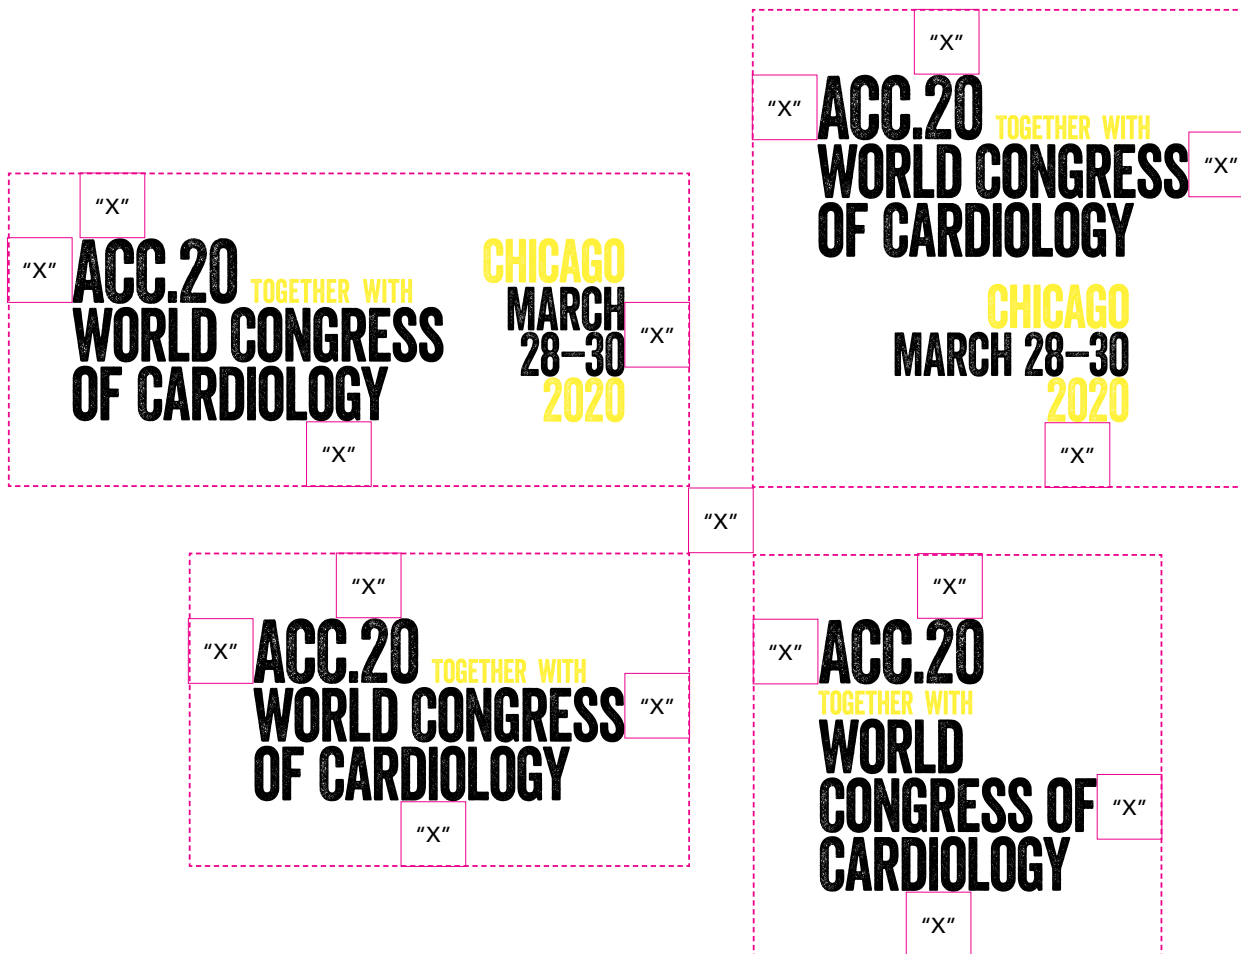 “X”
“X”
ACC.20 TOGETHER WITH
WORLD CONGRESS
OF CARDIOLOGY
CHICAGO
MARCH
28–30
2020
“X”
“X”
“X”
“X”
ACC.20 TOGETHER WITH
WORLD CONGRESS
OF CARDIOLOGY
“X”
CHICAGO
MARCH 28–30
2020
“X”
“X”
“X”
“X”
ACC.20 TOGETHER WITH
WORLD CONGRESS
OF CARDIOLOGY
“X”
“X”
“X”
“X”
ACC.20
TOGETHER WITH
WORLD
CONGRESS OF
CARDIOLOGY
“X”
“X”